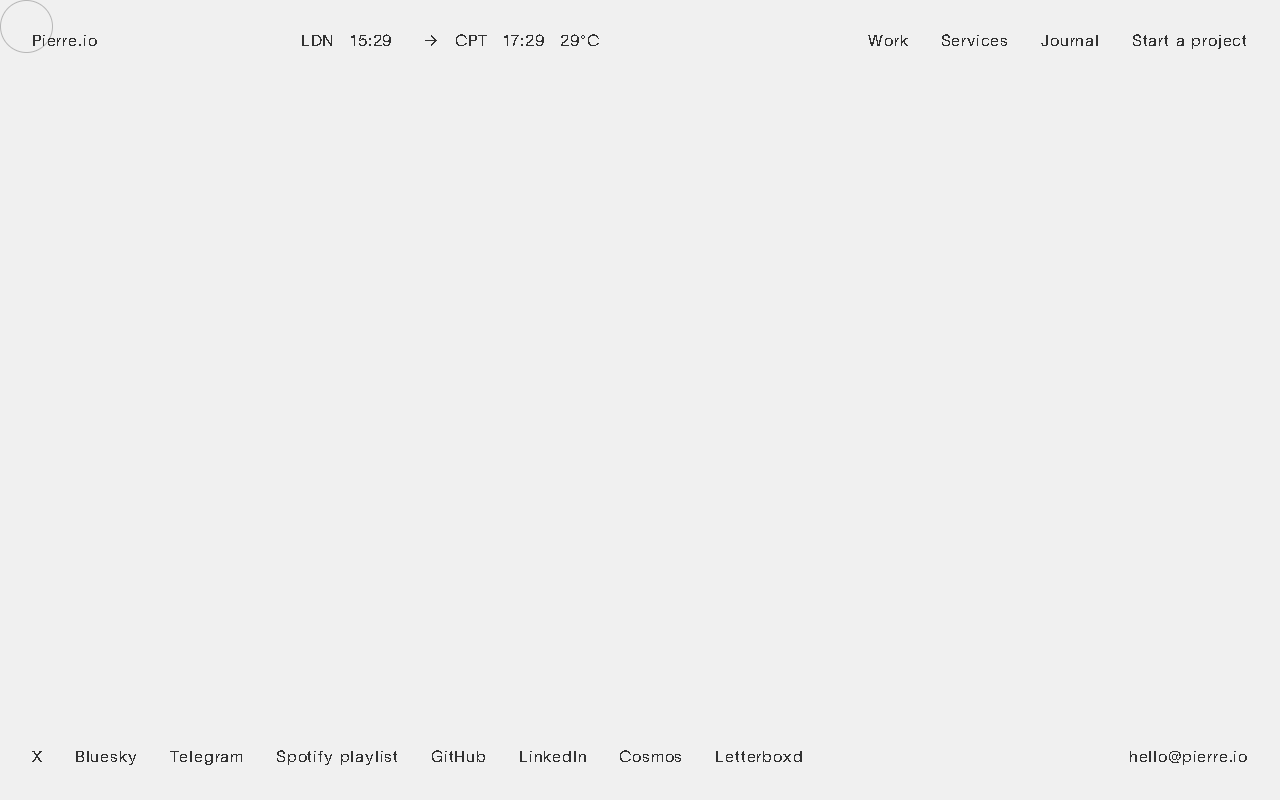 Pierre.io LDN 15:29 → CPT 17:29 29°C Work Services Journal Start a project
X Bluesky Telegram Spotify playlist GitHub LinkedIn Cosmos Letterboxd hello@pierre.io